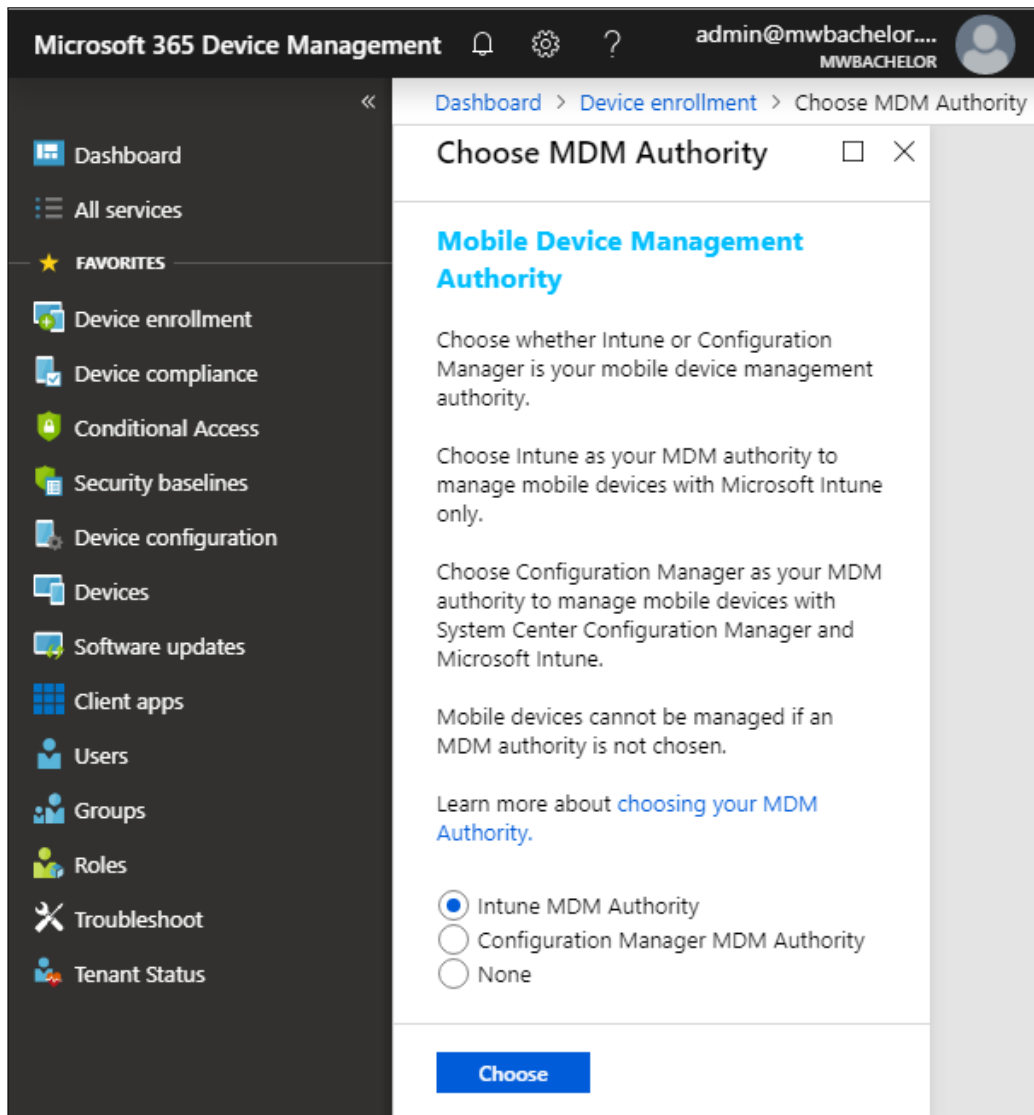 Microsoft 365 Device Management
admin@mwbachelor....
MWBACHELOR
Dashboard > Device enrollment > Choose MDM Authority
Dashboard
All services
FAVORITES
Device enrollment
Device compliance
Conditional Access
Security baselines
Device configuration
Devices
Software updates
Client apps
Users
Groups
Roles
Troubleshoot
Tenant Status
Choose MDM Authority
Mobile Device Management
Authority
Choose whether Intune or Configuration
Manager is your mobile device management
authority.
Choose Intune as your MDM authority to
manage mobile devices with Microsoft Intune
only.
Choose Configuration Manager as your MDM
authority to manage mobile devices with
System Center Configuration Manager and
Microsoft Intune.
Mobile devices cannot be managed if an
MDM authority is not chosen.
Learn more about choosing your MDM
Authority.
Intune MDM Authority
Configuration Manager MDM Authority
None
Choose